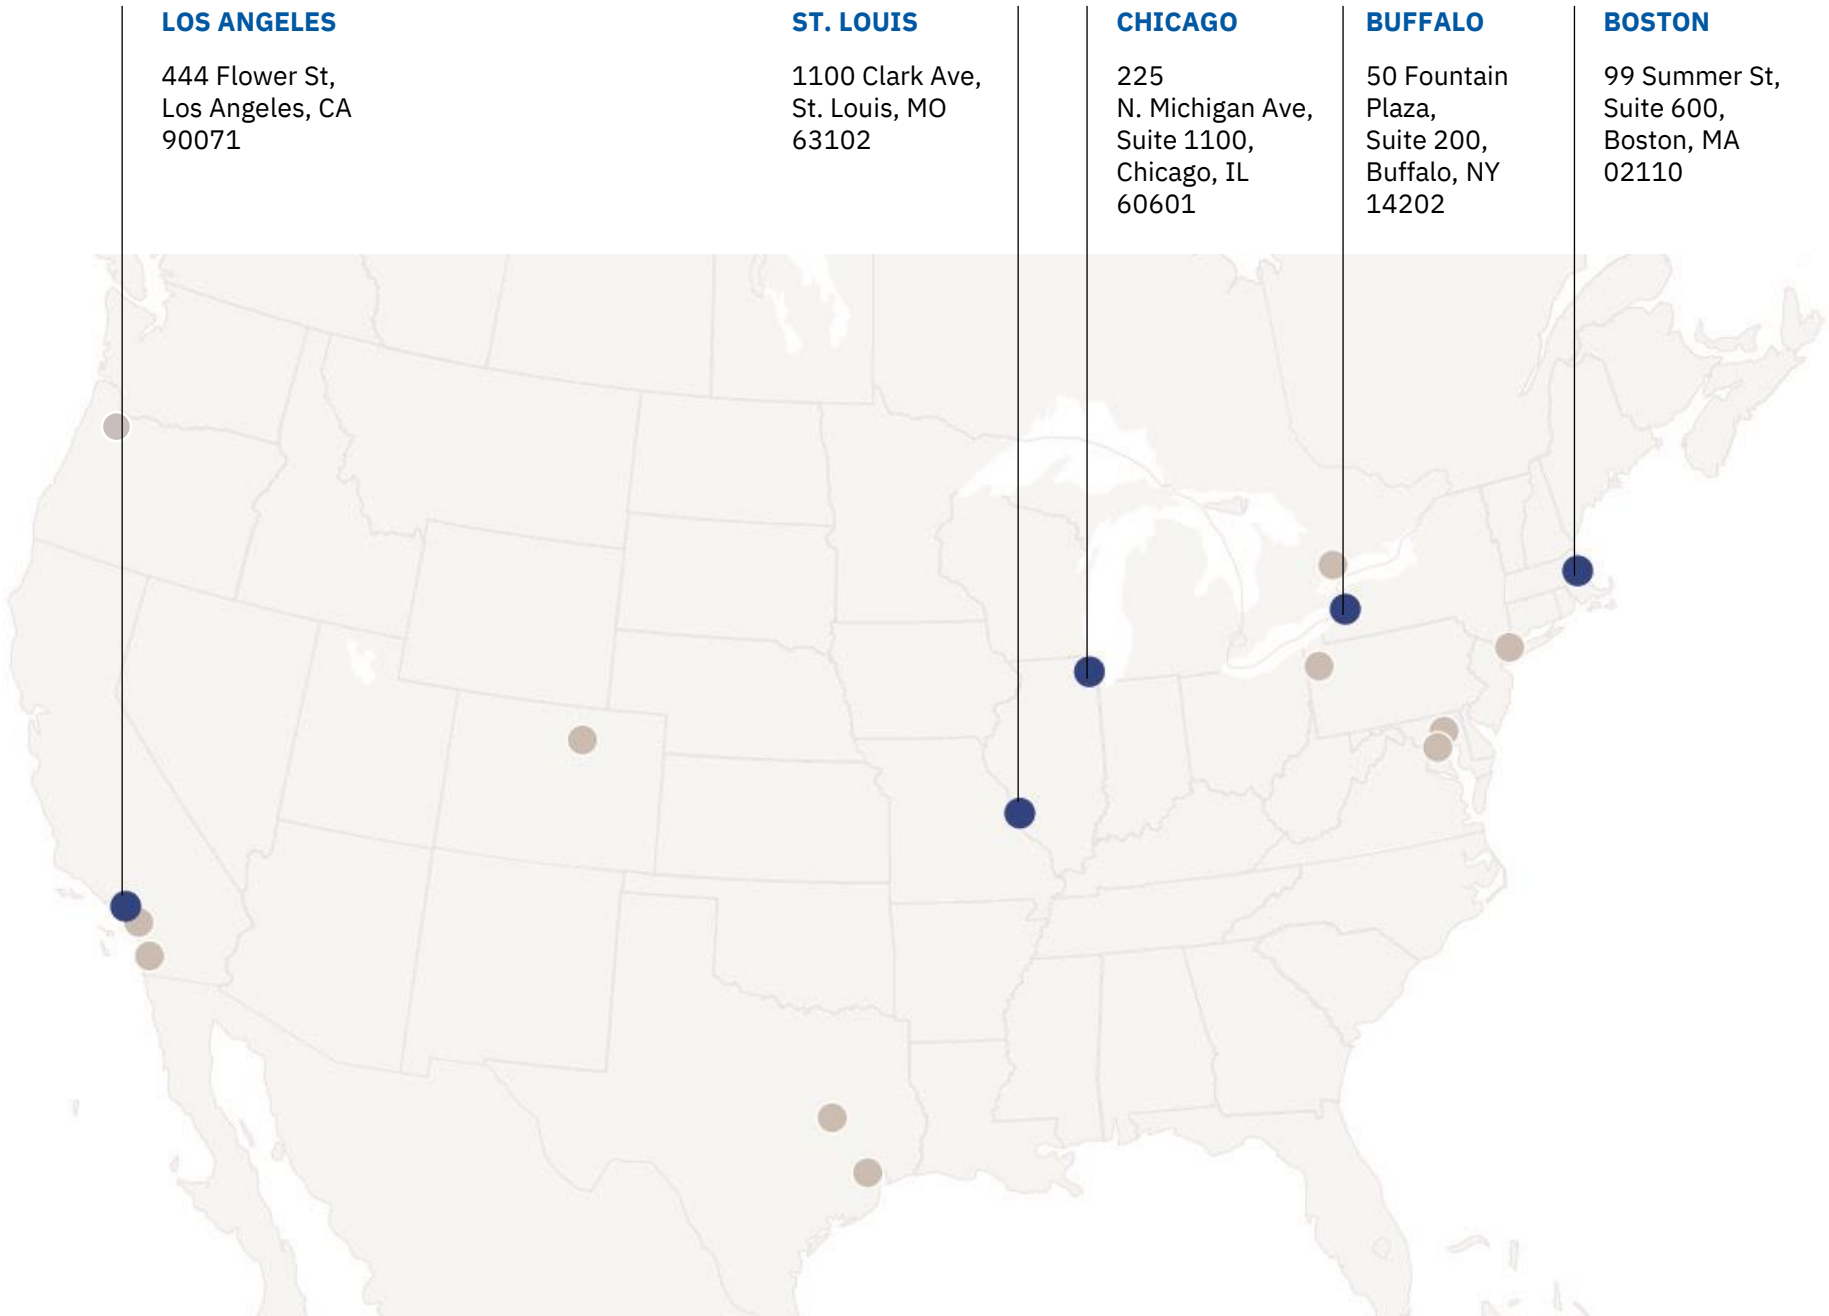 LOS ANGELES
444 Flower St,
Los Angeles, CA
90071
ST. LOUIS
1100 Clark Ave,
St. Louis, MO
63102
CHICAGO
225
N. Michigan Ave,
Suite 1100,
Chicago, IL
60601
BUFFALO
50 Fountain
Plaza,
Suite 200,
Buffalo, NY
14202
BOSTON
99 Summer St,
Suite 600,
Boston, MA
02110